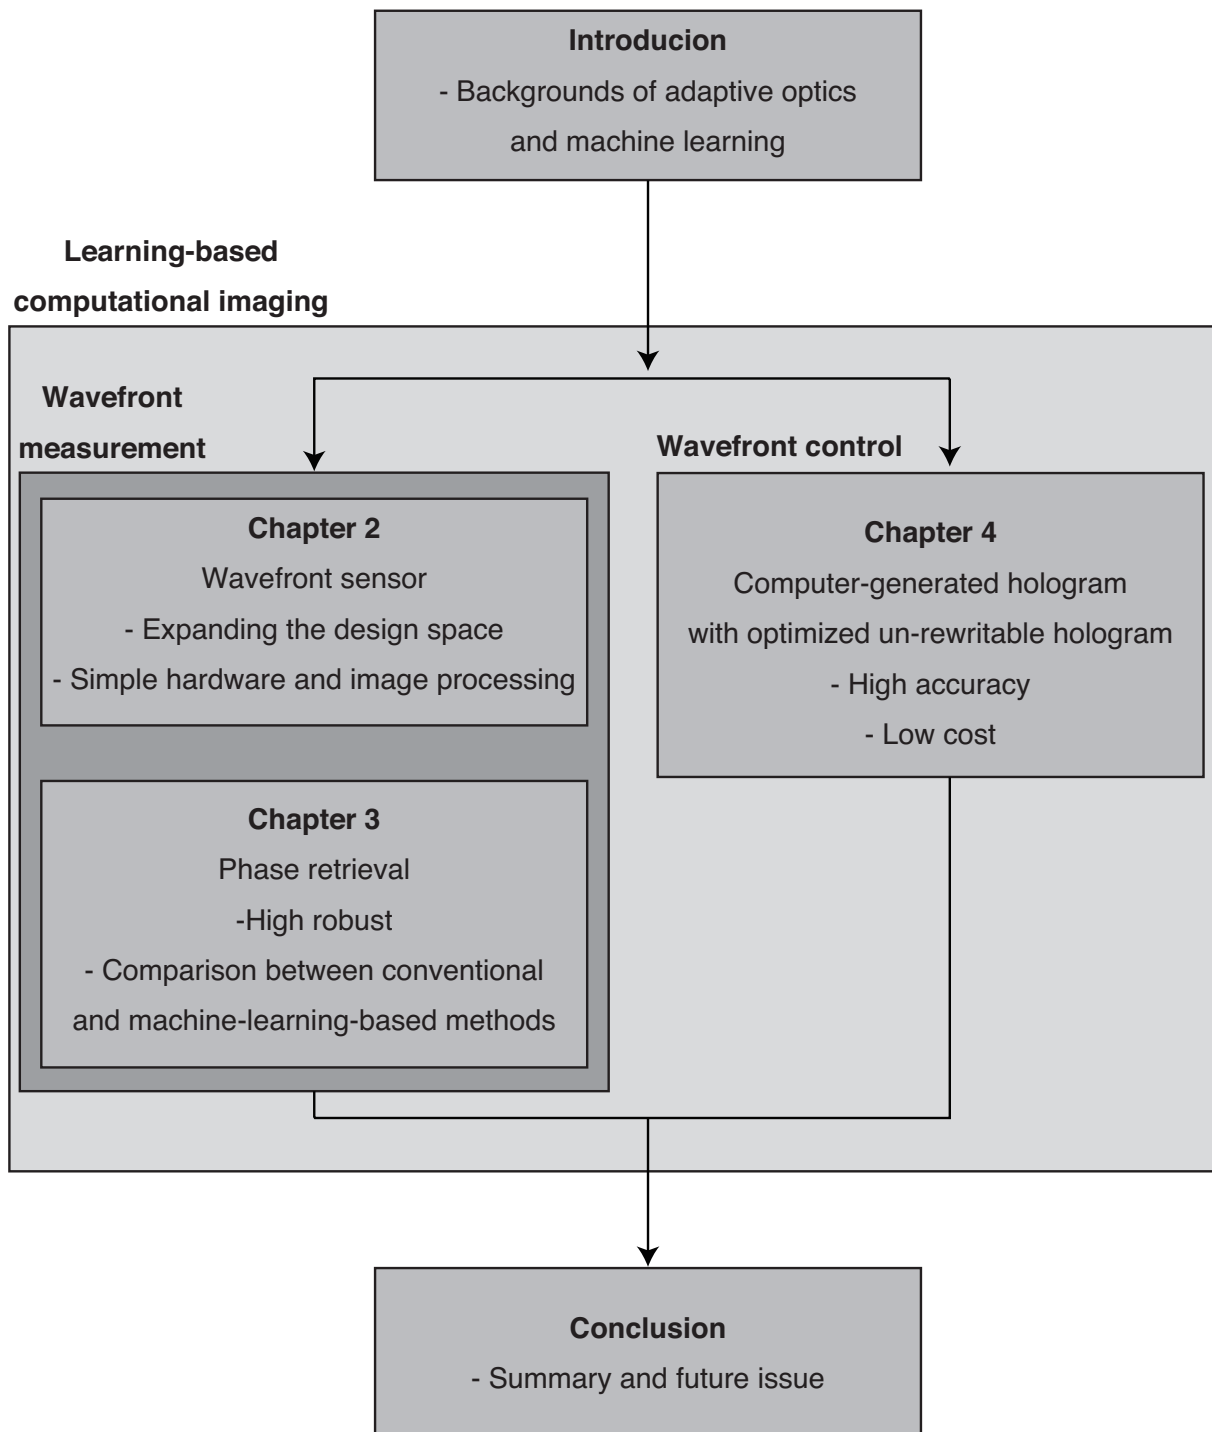 Introducion
- Backgrounds of adaptive optics
and machine learning
Learning-based
computational imaging
Wavefront
measurement
Chapter 2
Wavefront sensor
- Expanding the design space
- Simple hardware and image processing
Chapter 3
Phase retrieval
-High robust
- Comparison between conventional
and machine-learning-based methods
Wavefront control
Chapter 4
Computer-generated hologram
with optimized un-rewritable hologram
- High accuracy
- Low cost
Conclusion
- Summary and future issue